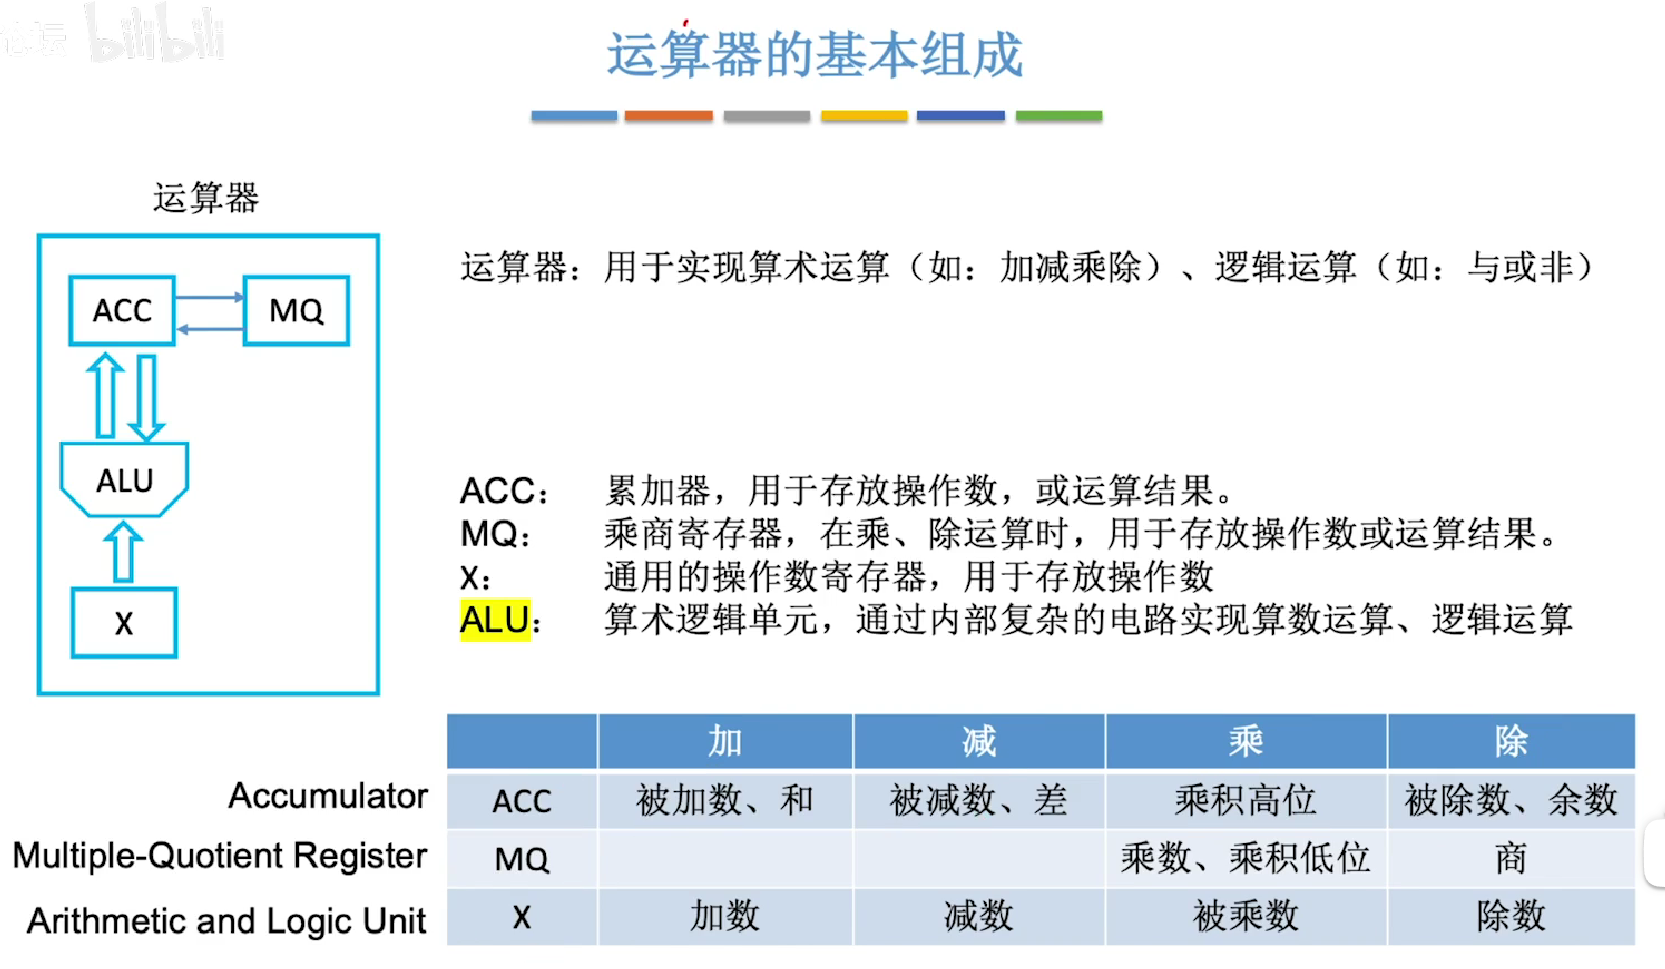 论坛 bilibili
运算器的基本组成
运算器
ACC
MQ
ALU
X
运算器：用于实现算术运算（如：加减乘除）、逻辑运算（如：与或非）
ACC： 累加器，用于存放操作数，或运算结果。
MQ： 乘商寄存器，在乘、除运算时，用于存放操作数或运算结果。
X： 通用的操作数寄存器，用于存放操作数
ALU： 算术逻辑单元，通过内部复杂的电路实现算数运算、逻辑运算
加 减 乘 除
Accumulator ACC 被加数、和 被减数、差 乘积高位 被除数、余数
Multiple-Quotient Register MQ 乘数、乘积低位 商
Arithmetic and Logic Unit X 加数 减数 被乘数 除数